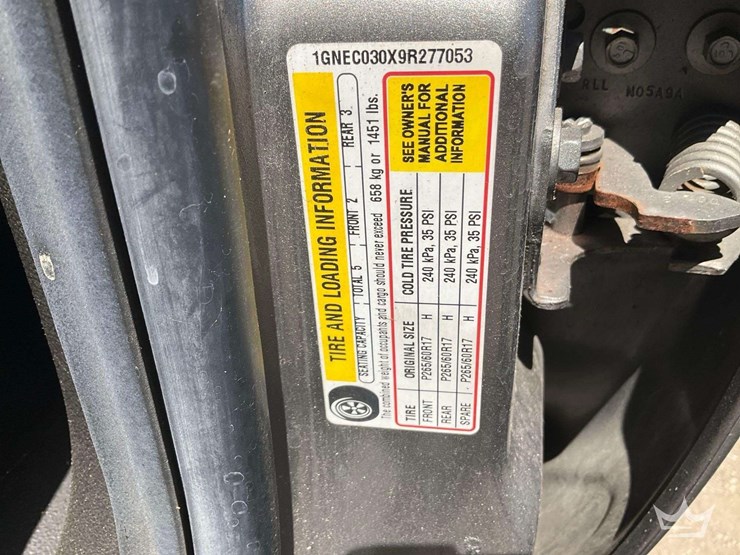 1GNEC030X9R277053
TIRE AND LOADING INFORMATION
SEATING CAPACITY TOTAL 5 FRONT 2 REAR 3
The combined weight of occupants and cargo should never exceed 658 kg or 1451 lbs.
TIRE ORIGINAL SIZE COLD TIRE PRESSURE
FRONT P265/60R17 H 240 kPa, 35 PSI
REAR P265/60R17 H 240 kPa, 35 PSI
SPARE P265/60R17 H 240 kPa, 35 PSI
SEE OWNER'S
MANUAL FOR
ADDITIONAL
INFORMATION
RLL M05A9A